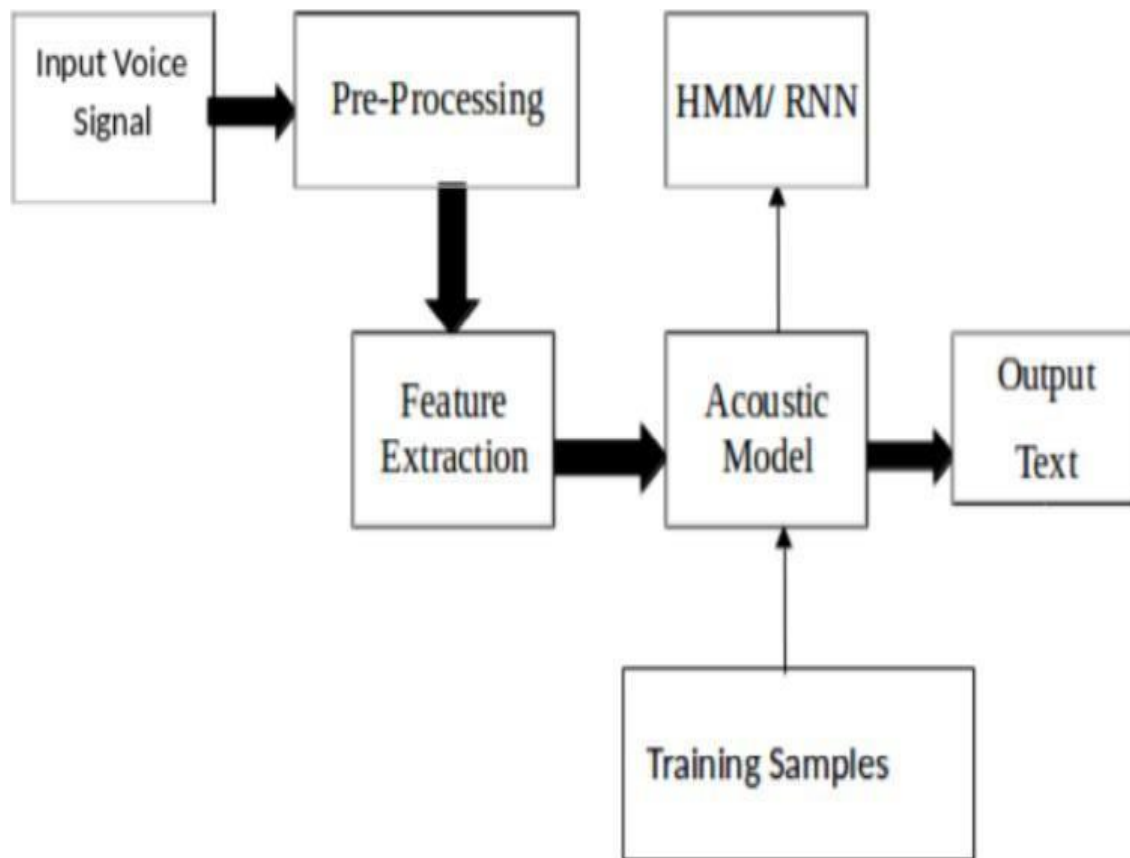 Input Voice
Signal
Pre-Processing
HMM/ RNN
Feature
Extraction
Acoustic
Model
Output
Text
Training Samples